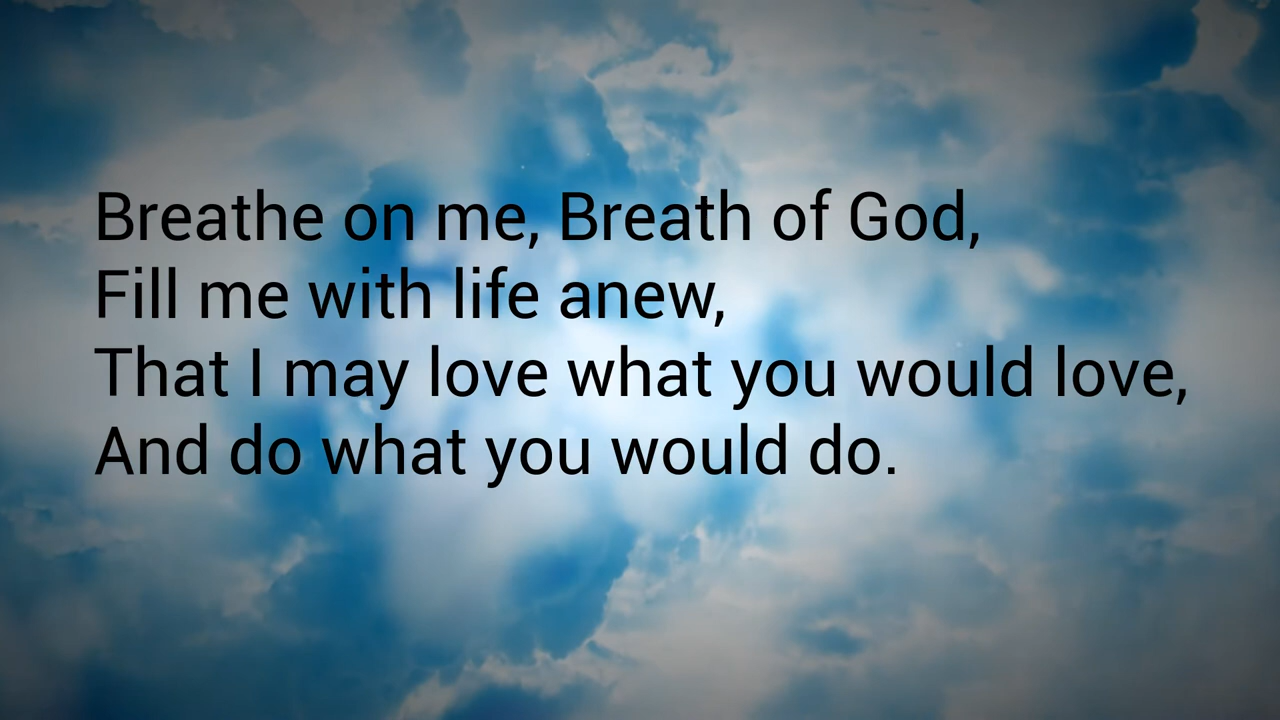 Breathe on me, Breath of God,
Fill me with life anew,
That I may love what you would love,
And do what you would do.